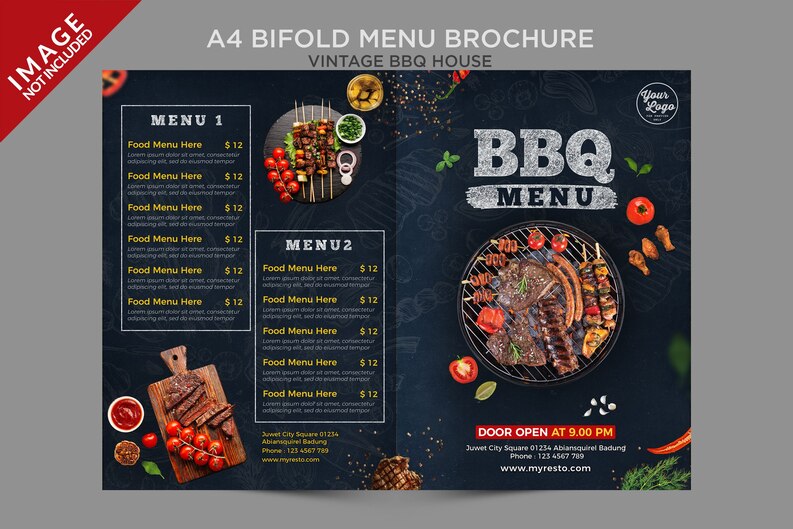 IMAGE
NOT INCLUDED
A4 BIFOLD MENU BROCHURE
VINTAGE BBQ HOUSE
MENU 1
Food Menu Here $ 12
Lorem ipsum dolor sit amet, consectetur
adipiscing elit, sed do eiusmod tempor
Food Menu Here $ 12
Lorem ipsum dolor sit amet, consectetur
adipiscing elit, sed do eiusmod tempor
Food Menu Here $ 12
Lorem ipsum dolor sit amet, consectetur
adipiscing elit, sed do eiusmod tempor
Food Menu Here $ 12
Lorem ipsum dolor sit amet, consectetur
adipiscing elit, sed do eiusmod tempor
Food Menu Here $ 12
Lorem ipsum dolor sit amet, consectetur
adipiscing elit, sed do eiusmod tempor
Food Menu Here $ 12
Lorem ipsum dolor sit amet, consectetur
adipiscing elit, sed do eiusmod tempor
MENU2
Food Menu Here $ 12
Lorem ipsum dolor sit amet, consectetur
adipiscing elit, sed do eiusmod tempor
Food Menu Here $ 12
Lorem ipsum dolor sit amet, consectetur
adipiscing elit, sed do eiusmod tempor
Food Menu Here $ 12
Lorem ipsum dolor sit amet, consectetur
adipiscing elit, sed do eiusmod tempor
Food Menu Here $ 12
Lorem ipsum dolor sit amet, consectetur
adipiscing elit, sed do eiusmod tempor
Food Menu Here $ 12
Lorem ipsum dolor sit amet, consectetur
adipiscing elit, sed do eiusmod tempor
Juwet City Square 01234
Abiansquirel Badung
Phone : 123 4567 789
www.myresto.com
Your
Logo
BBQ
MENU
DOOR OPEN AT 9.00 PM
Juwet City Square 01234 Abiansquirel Badung
Phone : 123 4567 789
www.myresto.com